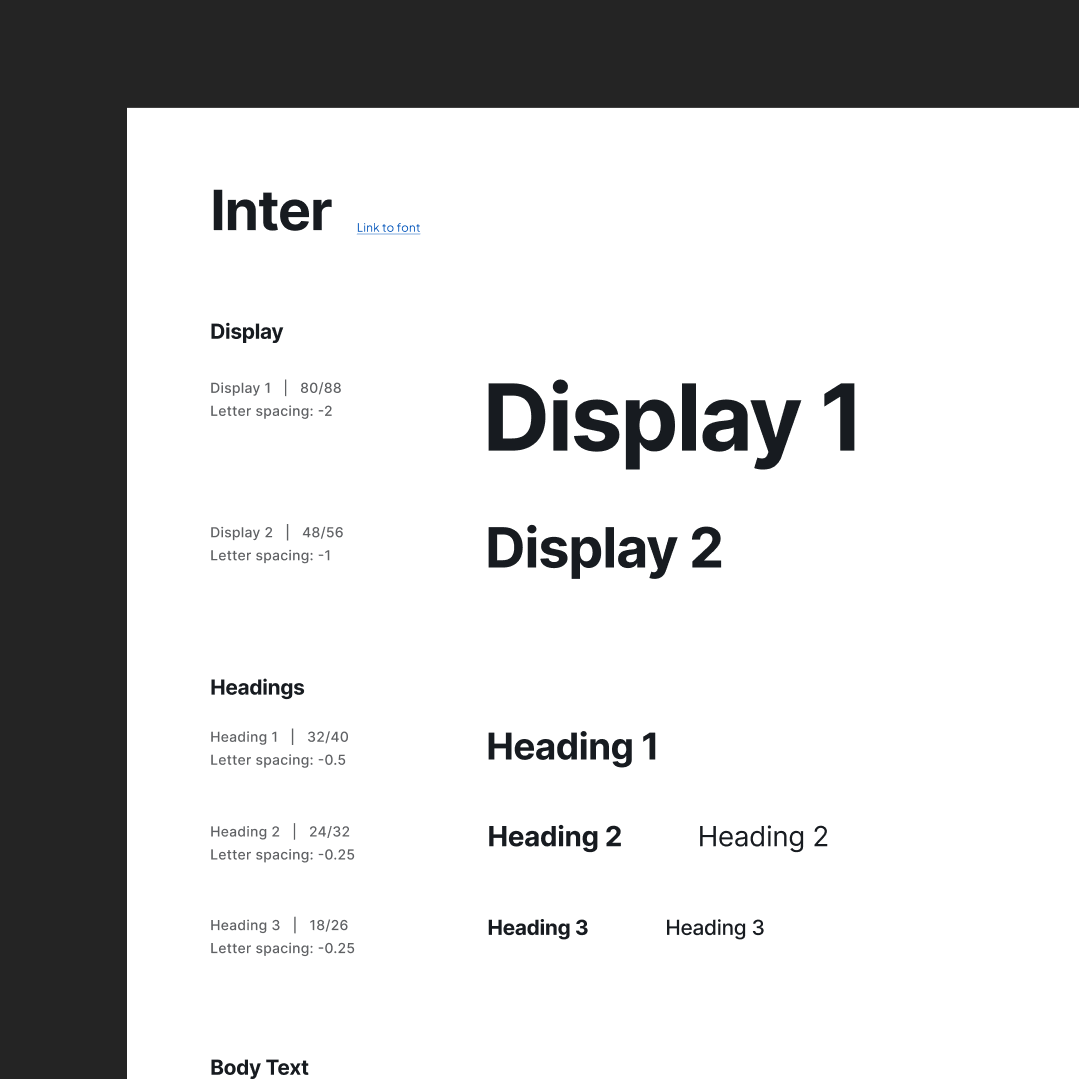 Inter Link to font
Display
Display 1 | 80/88
Letter spacing: -2
Display 1
Display 2 | 48/56
Letter spacing: -1
Display 2
Headings
Heading 1 | 32/40
Letter spacing: -0.5
Heading 1
Heading 2 | 24/32
Letter spacing: -0.25
Heading 2 Heading 2
Heading 3 | 18/26
Letter spacing: -0.25
Heading 3 Heading 3
Body Text